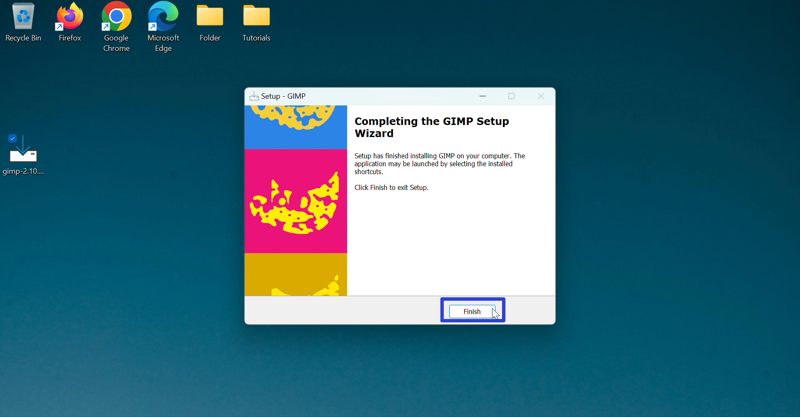 Recycle Bin
Firefox
Google
Chrome
Microsoft
Edge
Folder
Tutorials
gimp-2.10....
Setup - GIMP
Completing the GIMP Setup
Wizard
Setup has finished installing GIMP on your computer. The
application may be launched by selecting the installed
shortcuts.
Click Finish to exit Setup.
Finish